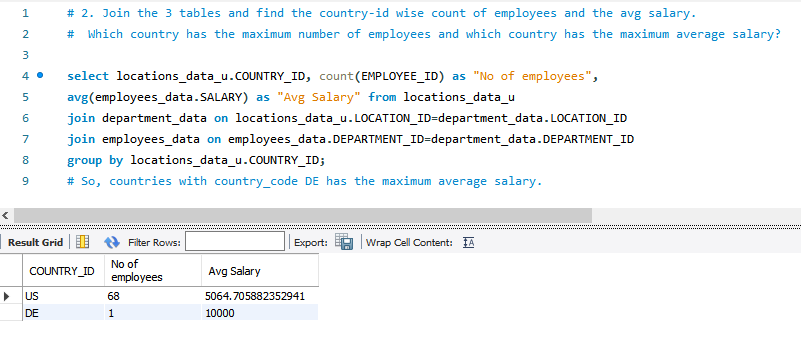 1 # 2. Join the 3 tables and find the country-id wise count of employees and the avg salary.
2 # Which country has the maximum number of employees and which country has the maximum average salary?
3
4 select locations_data_u.COUNTRY_ID, count(EMPLOYEE_ID) as "No of employees",
5 avg(employees_data.SALARY) as "Avg Salary" from locations_data_u
6 join department_data on locations_data_u.LOCATION_ID=department_data.LOCATION_ID
7 join employees_data on employees_data.DEPARTMENT_ID=department_data.DEPARTMENT_ID
8 group by locations_data_u.COUNTRY_ID;
9 # So, countries with country_code DE has the maximum average salary.
Result Grid Filter Rows: Export: Wrap Cell Content:
COUNTRY_ID No of employees Avg Salary
US 68 5064.705882352941
DE 1 10000